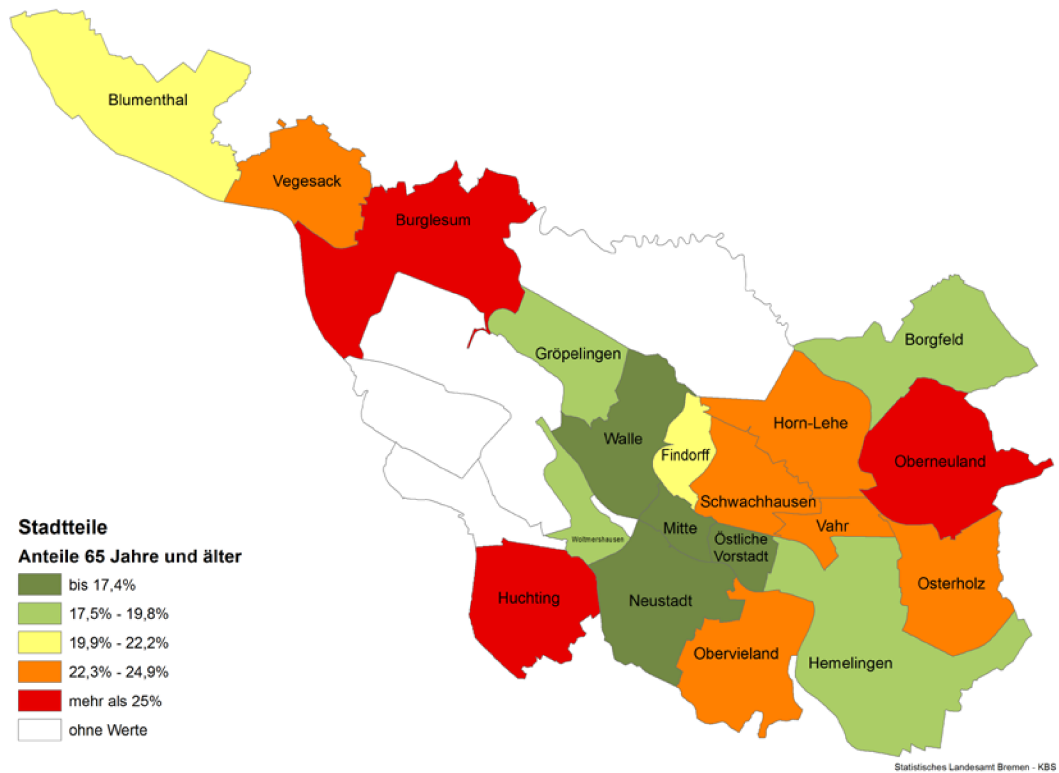 Blumenthal
Vegesack
Burglesum
Borgfeld
Gröpelingen
Horn-Lehe
Walle
Findorff
Oberneuland
Schwachhausen
Vahr
Mitte
Östliche
Vorstadt
Woltmershausen
Osterholz
Huchting
Neustadt
Obervieland
Hemelingen
Stadtteile
Anteile 65 Jahre und älter
bis 17,4%
17,5% - 19,8%
19,9% - 22,2%
22,3% - 24,9%
mehr als 25%
ohne Werte
Statistisches Landesamt Bremen - KBS